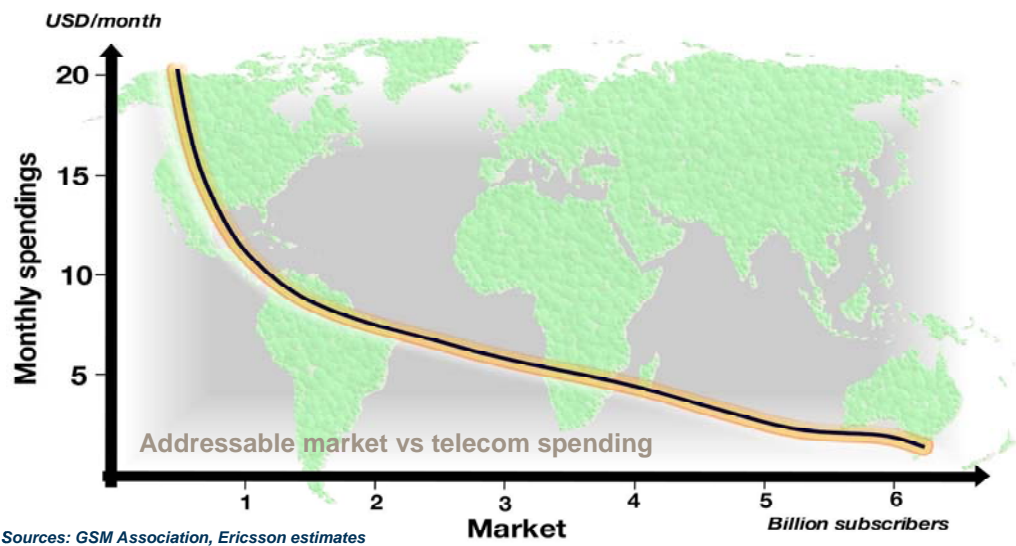 USD/month
20
15
10
5
Monthly spendings
Addressable market vs telecom spending
1 2 3 4 5 6
Market
Billion subscribers
Sources: GSM Association, Ericsson estimates